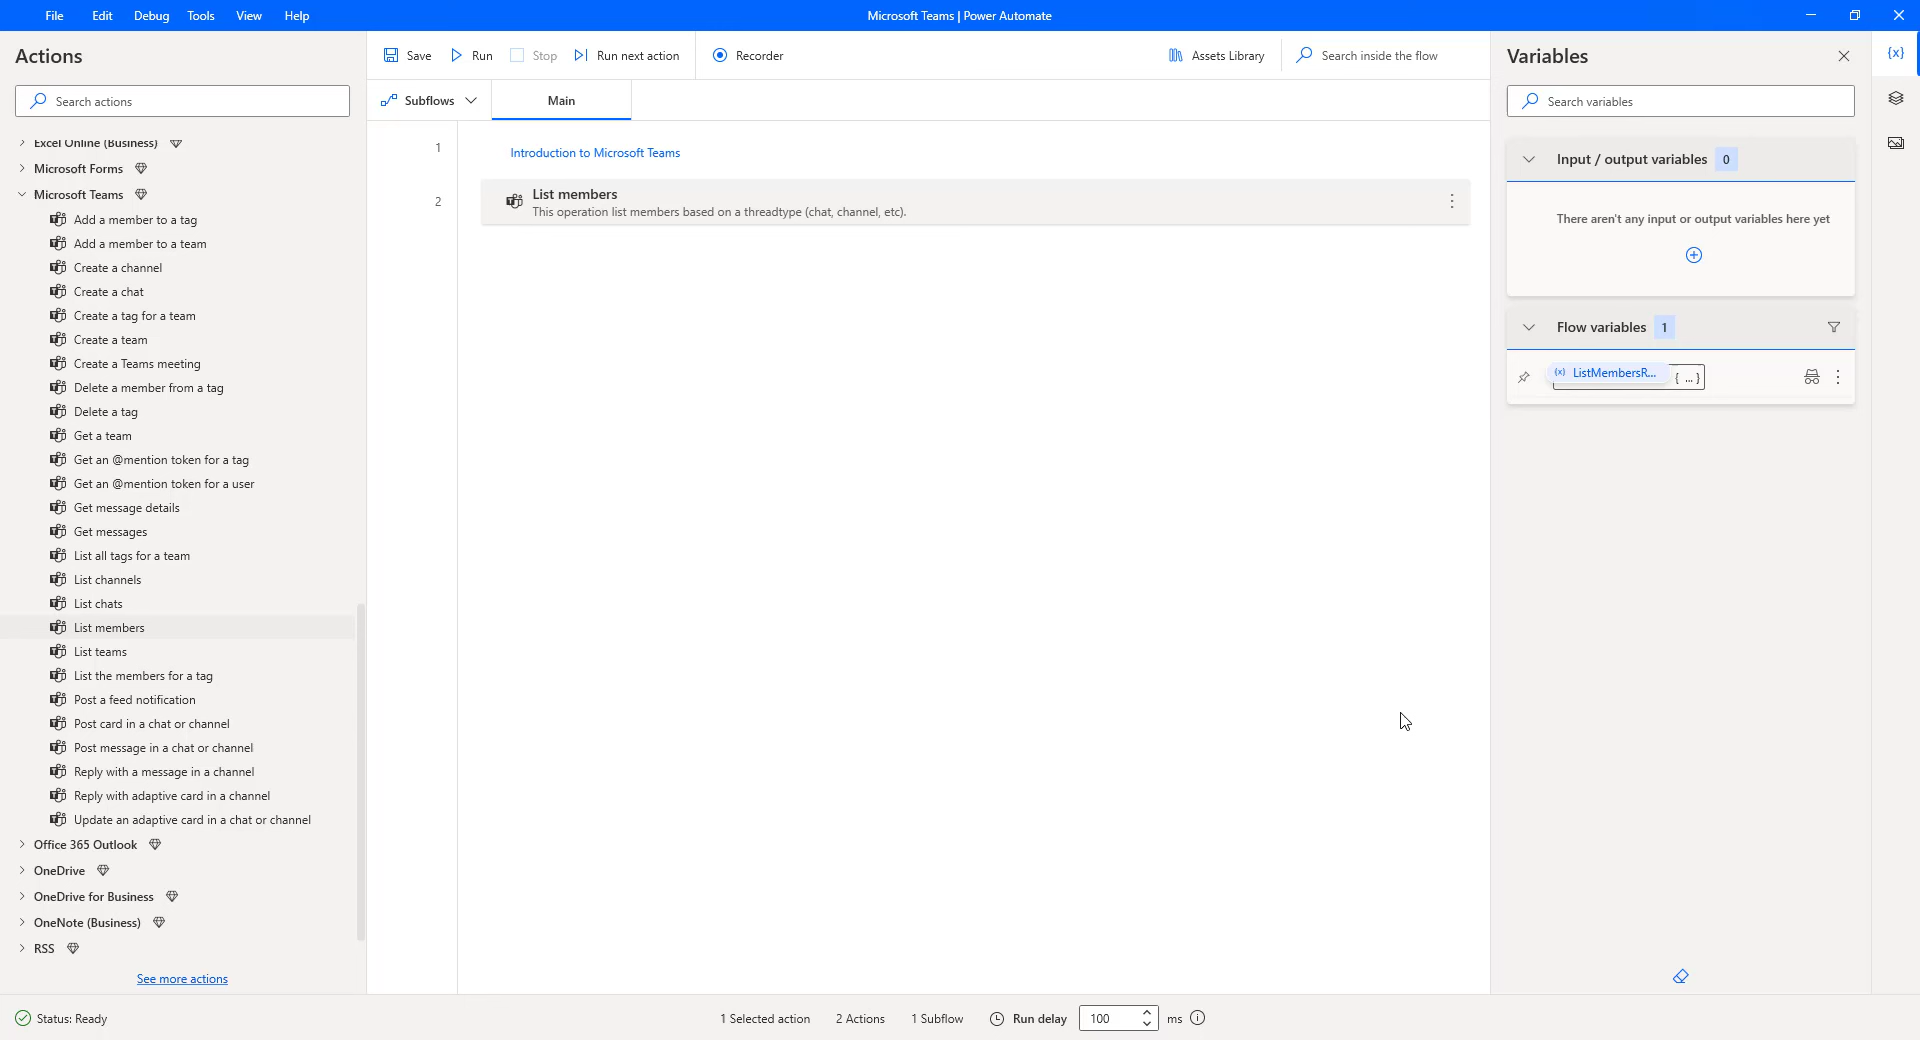 File Edit Debug Tools View Help
Microsoft Teams | Power Automate
Actions
Search actions
Excel Online (Business)
Microsoft Forms
Microsoft Teams
Add a member to a tag
Add a member to a team
Create a channel
Create a chat
Create a tag for a team
Create a team
Create a Teams meeting
Delete a member from a tag
Delete a tag
Get a team
Get an @mention token for a tag
Get an @mention token for a user
Get message details
Get messages
List all tags for a team
List channels
List chats
List members
List teams
List the members for a tag
Post a feed notification
Post card in a chat or channel
Post message in a chat or channel
Reply with a message in a channel
Reply with adaptive card in a channel
Update an adaptive card in a chat or channel
Office 365 Outlook
OneDrive
OneDrive for Business
OneNote (Business)
RSS
See more actions
Save Run Stop Run next action Recorder Assets Library Search inside the flow
Subflows Main
1 Introduction to Microsoft Teams
2 List members
This operation list members based on a threadtype (chat, channel, etc).
Variables
{x}
Search variables
Input / output variables 0
There aren't any input or output variables here yet
Flow variables 1
(x) ListMembersR... { ... }
Status: Ready 1 Selected action 2 Actions 1 Subflow Run delay 100 ms